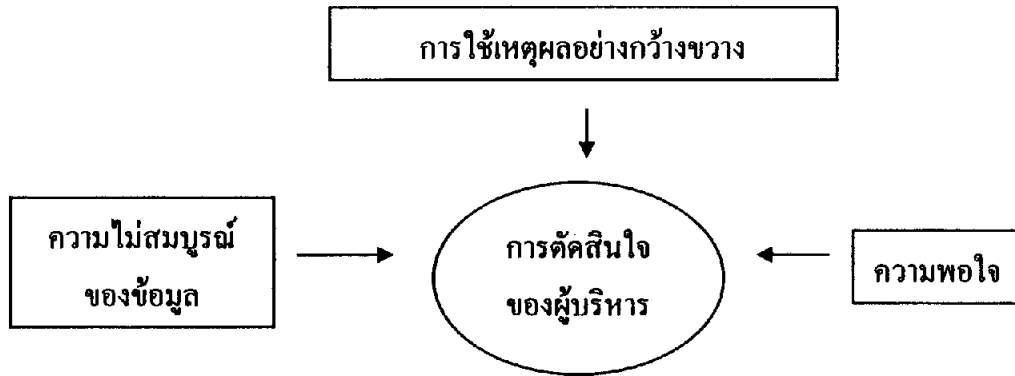 การใช้เหตุผลอย่างกว้างขวาง
ความไม่สมบูรณ์
ของข้อมูล
การตัดสินใจ
ของผู้บริหาร
ความพอใจ